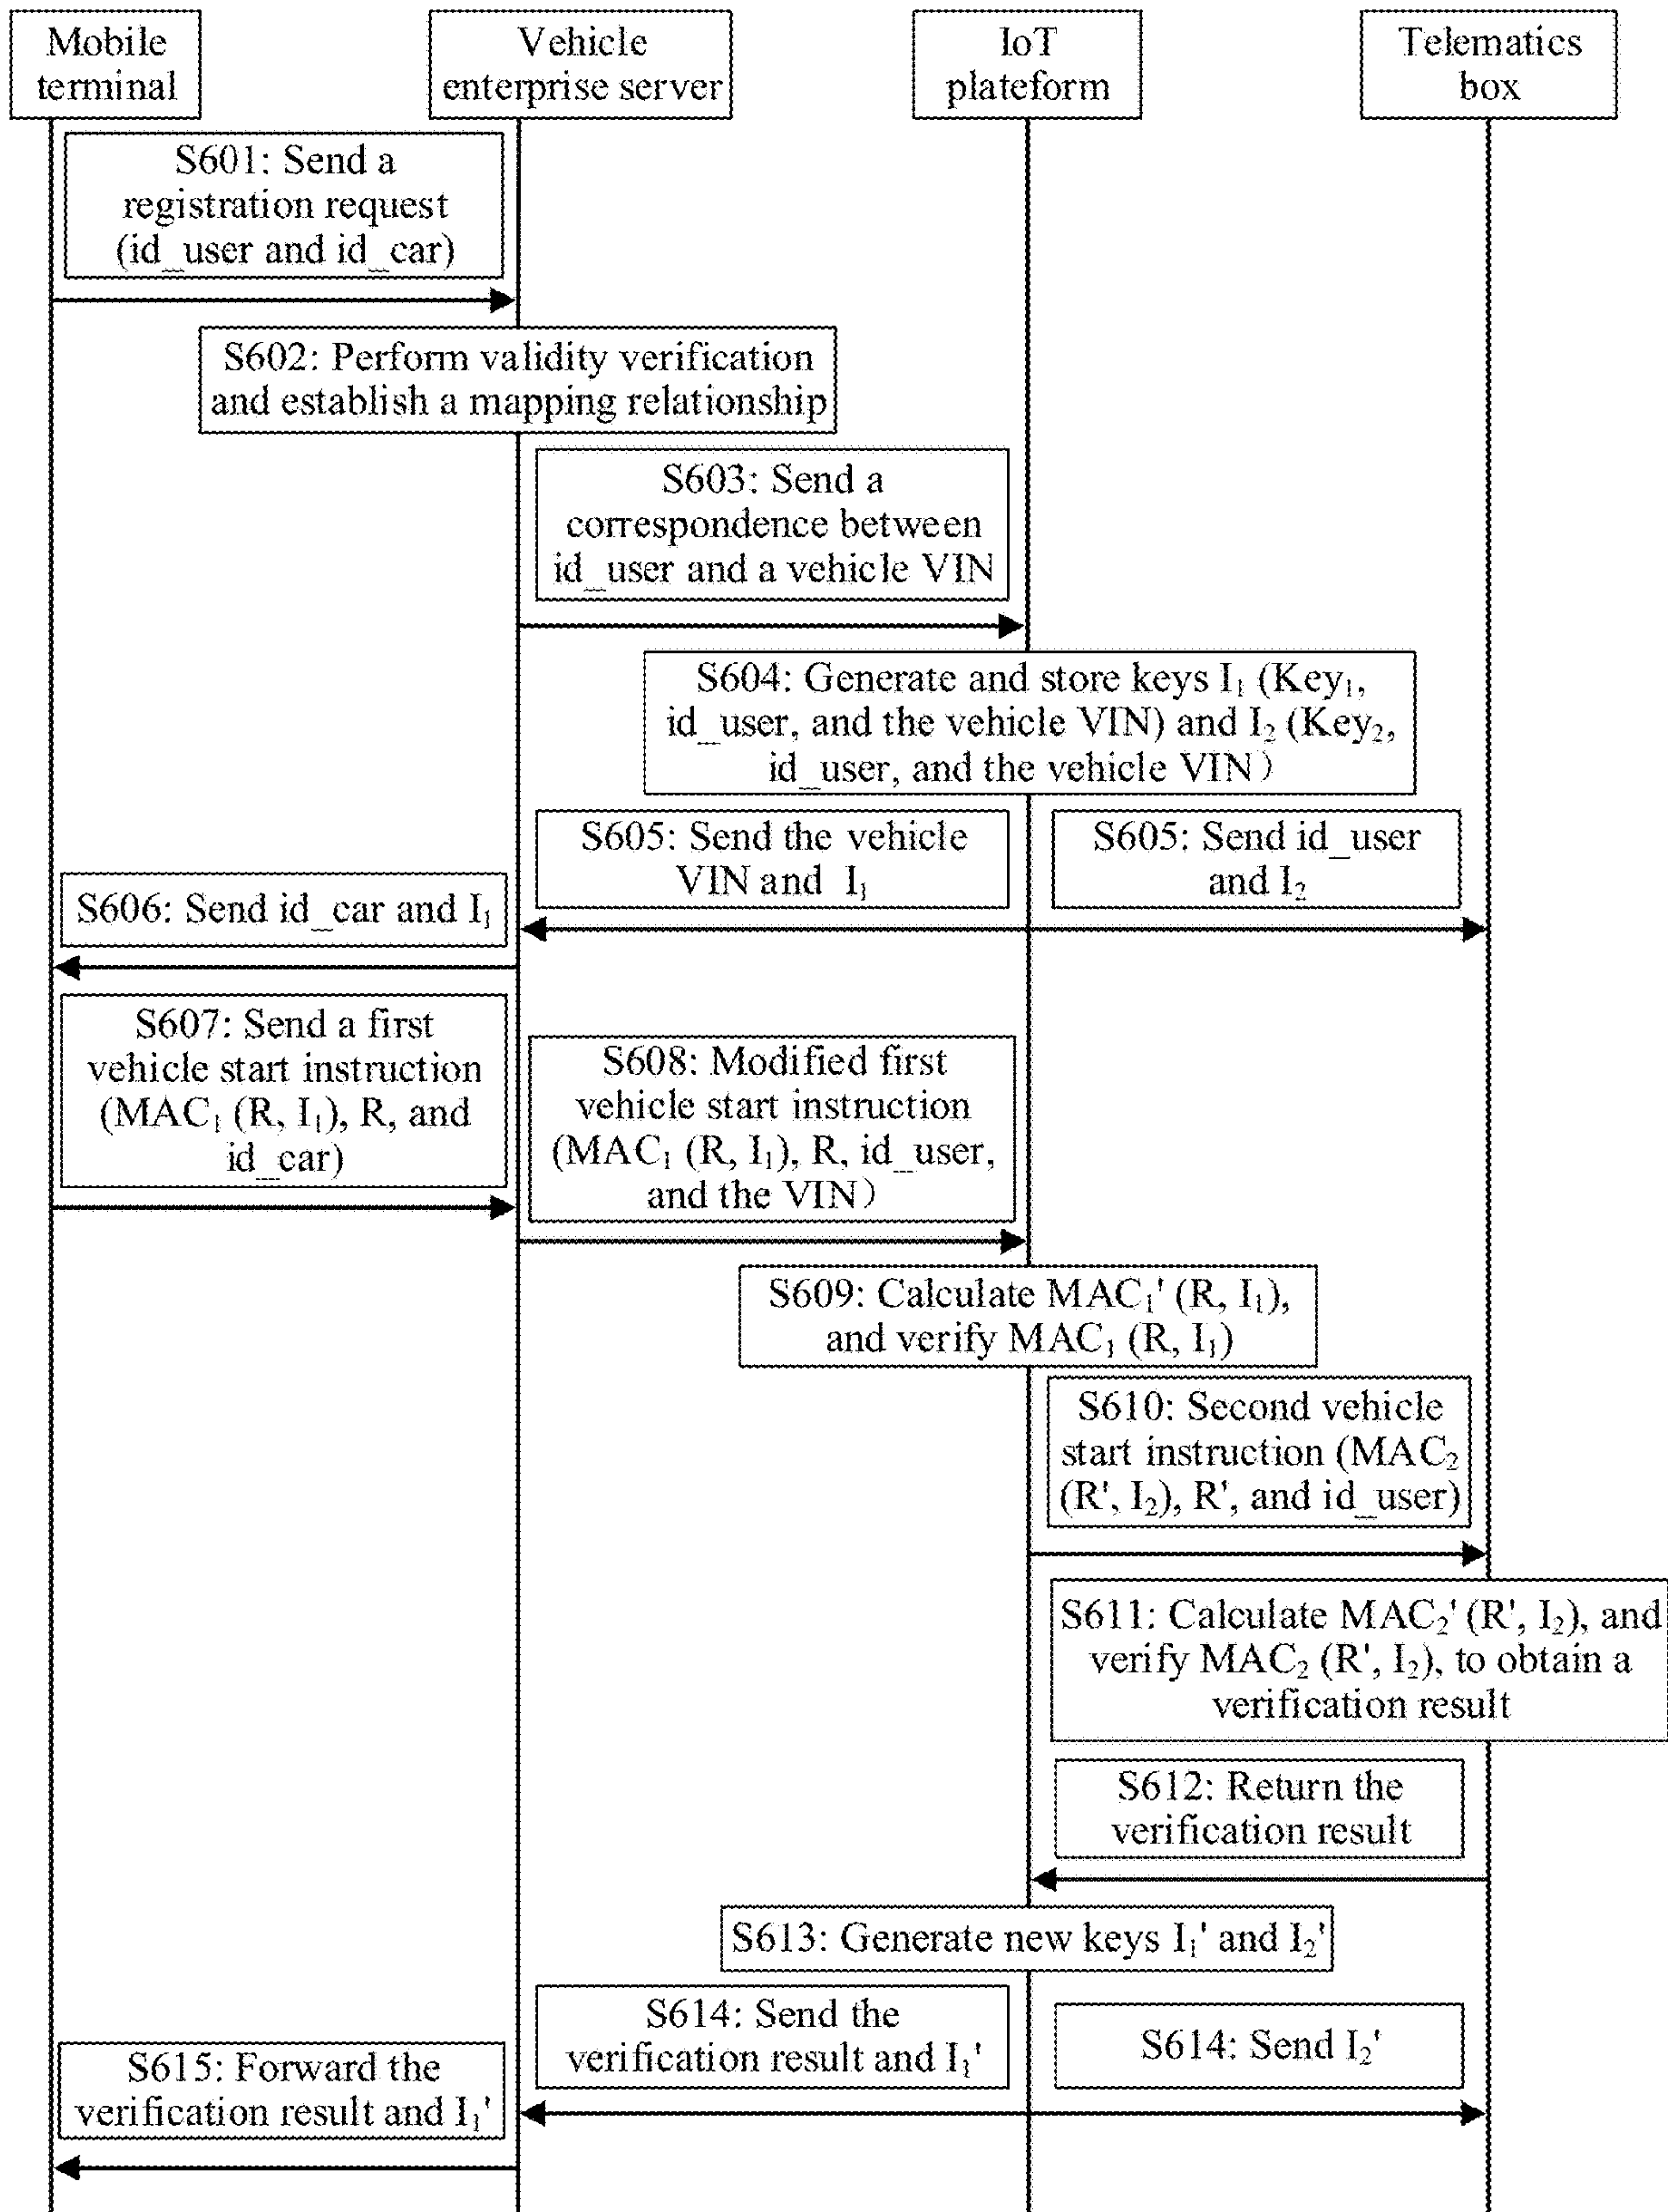 Mobile
terminal
Vehicle
enterprise server
IoT
plateform
Telematics
box
S601: Send a
registration request
(id_user and id_car)
S602: Perform validity verification
and establish a mapping relationship
S603: Send a
correspondence between
id_user and a vehicle VIN
S604: Generate and store keys I₁ (Key₁,
id_user, and the vehicle VIN) and I₂ (Key₂,
id_user, and the vehicle VIN）
S605: Send the vehicle
VIN and I₁
S605: Send id_user
and I₂
S606: Send id_car and I₁
S607: Send a first
vehicle start instruction
(MAC₁ (R, I₁), R, and
id_car)
S608: Modified first
vehicle start instruction
(MAC₁ (R, I₁), R, id_user,
and the VIN）
S609: Calculate MAC₁' (R, I₁),
and verify MAC₁ (R, I₁)
S610: Second vehicle
start instruction (MAC₂
(R', I₂), R', and id_user)
S611: Calculate MAC₂' (R', I₂), and
verify MAC₂ (R', I₂), to obtain a
verification result
S612: Return the
verification result
S613: Generate new keys I₁' and I₂'
S614: Send the
verification result and I₁'
S614: Send I₂'
S615: Forward the
verification result and I₁'